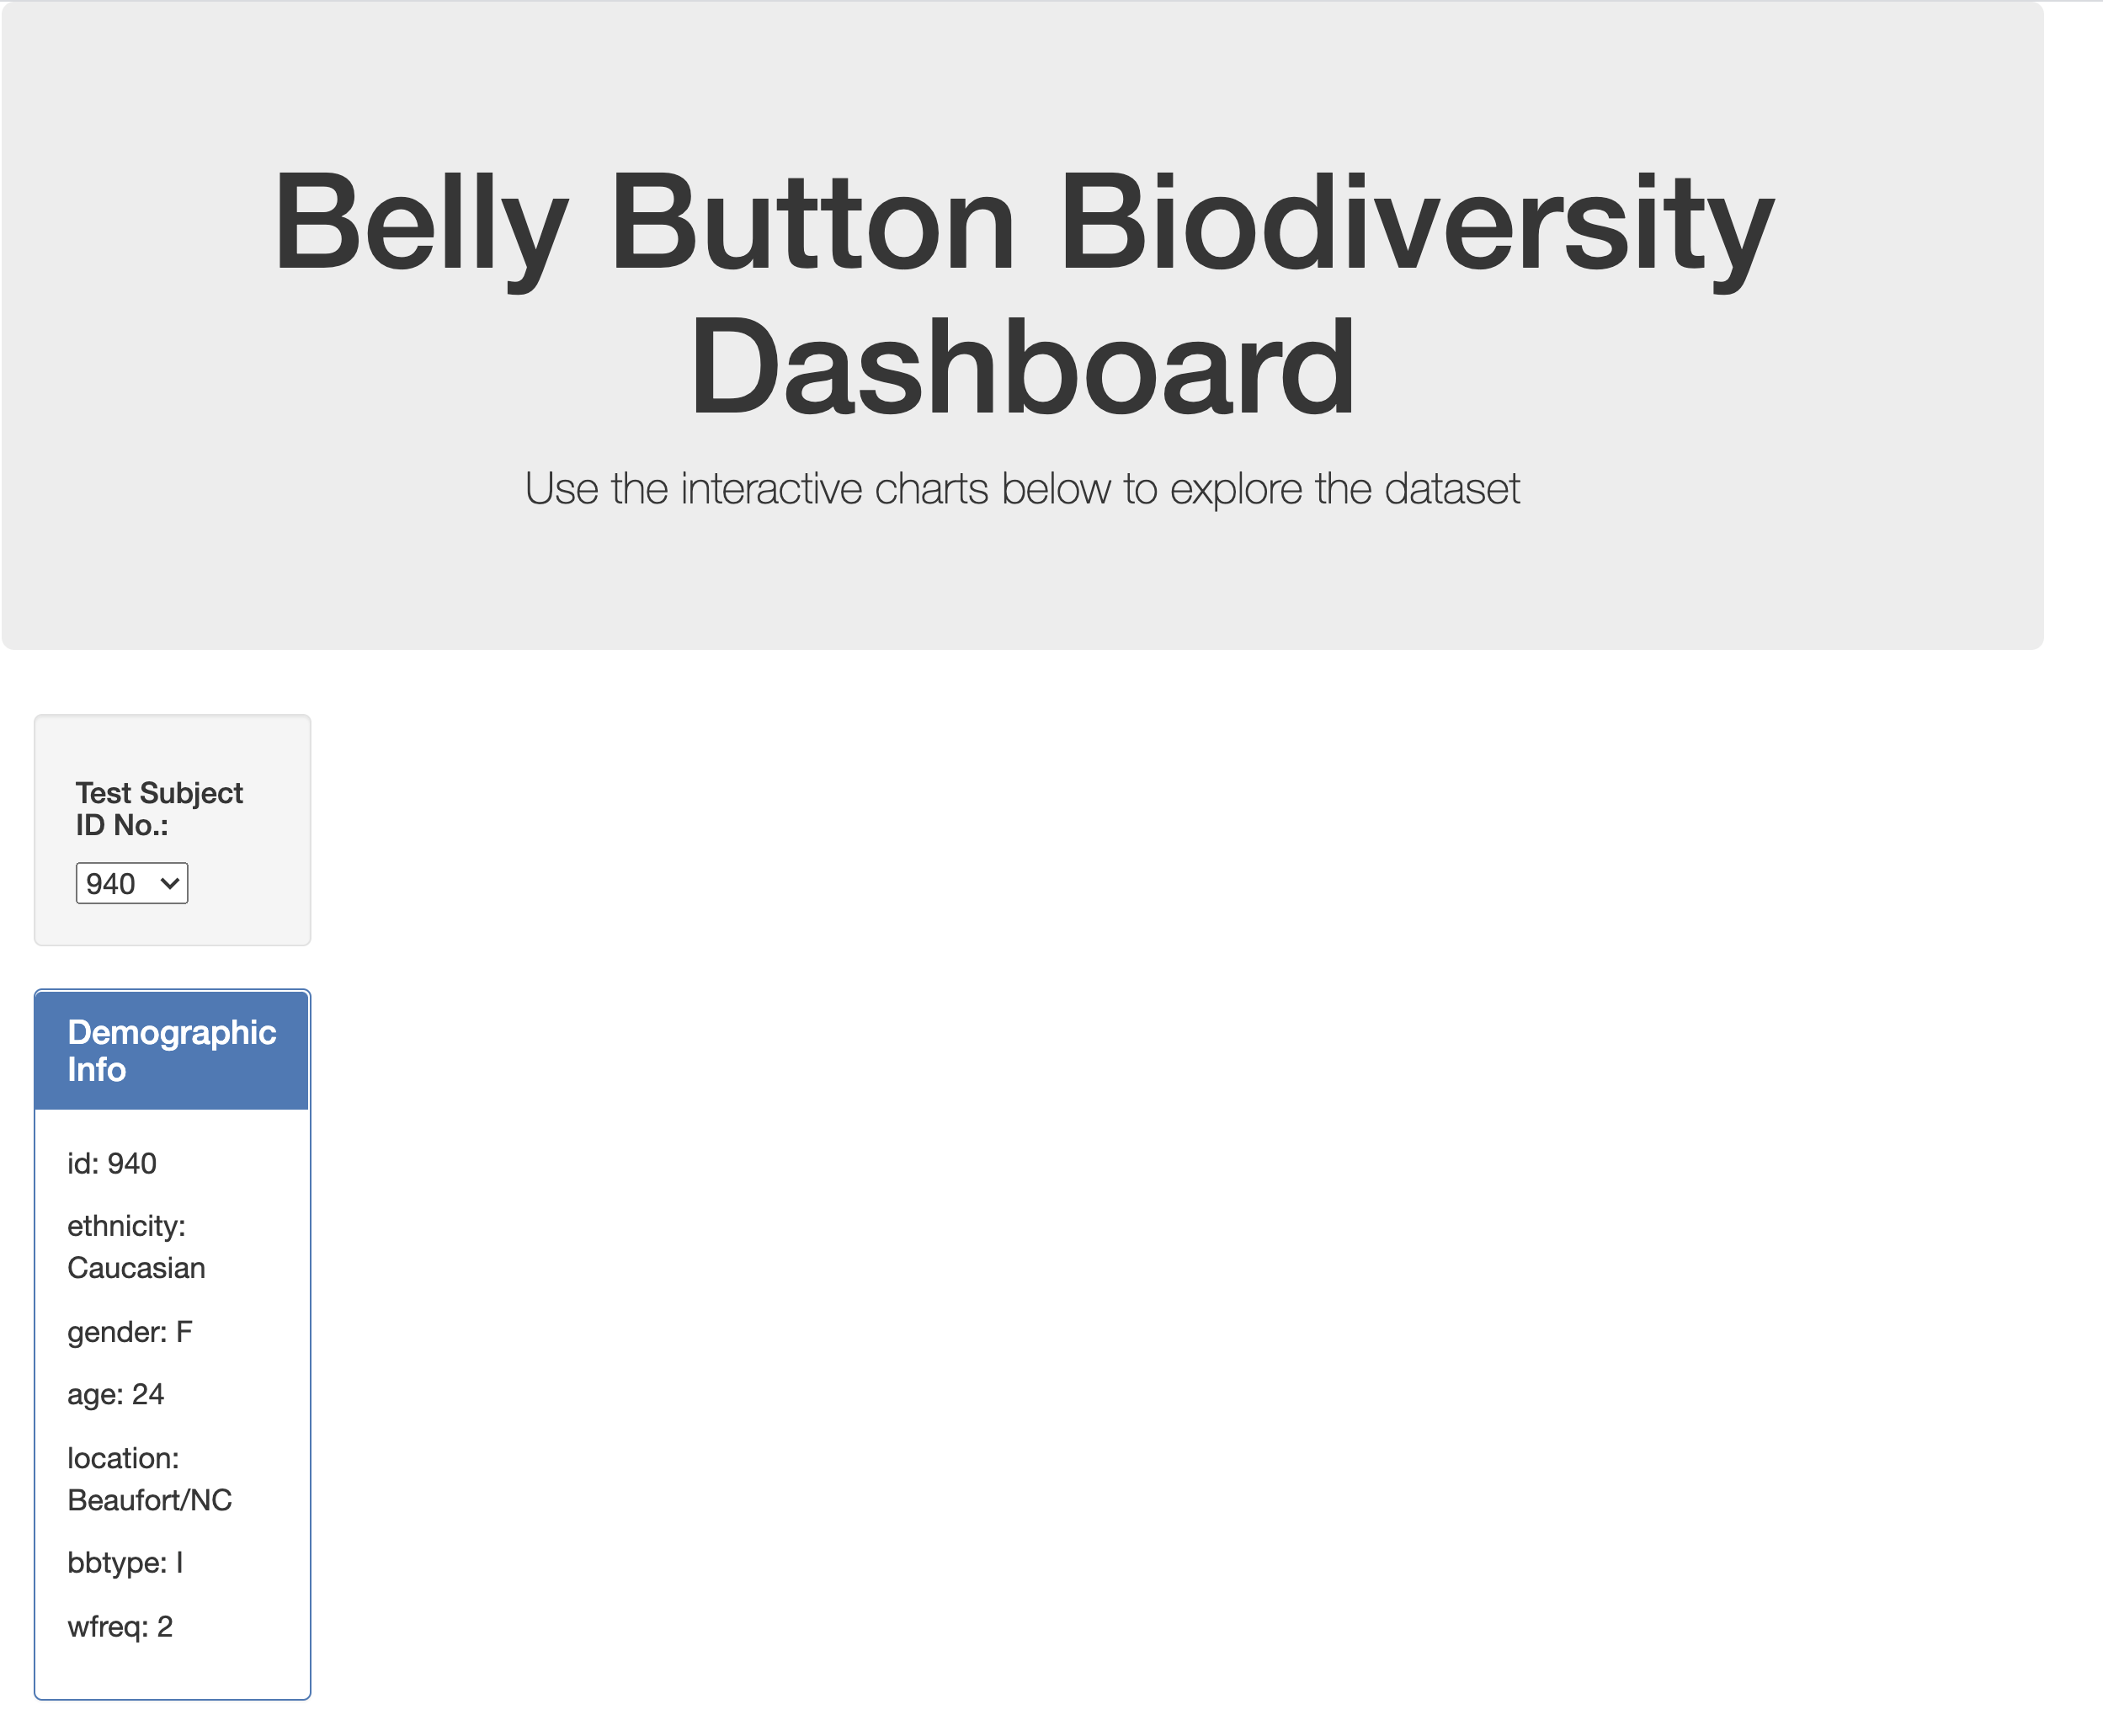 Belly Button Biodiversity
Dashboard
Use the interactive charts below to explore the dataset
Test Subject
ID No.:
940
Demographic
Info
id: 940
ethnicity:
Caucasian
gender: F
age: 24
location:
Beaufort/NC
bbtype: I
wfreq: 2